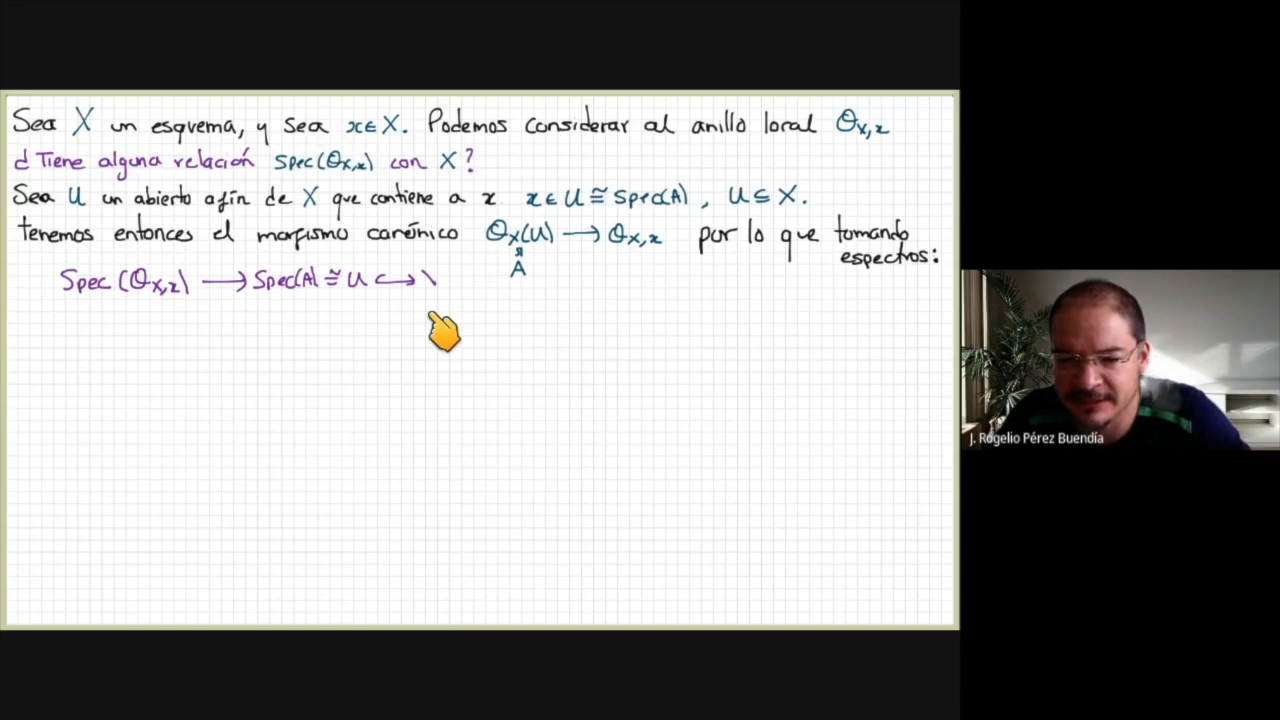 Sea X un esquema, y sea x∈X. Podemos considerar al anillo local 𝒪X,x
¿Tiene alguna relación Spec(𝒪X,x) con X?
Sea U un abierto afín de X que contiene a x x∈U≅Spec(A), U⊆X.
tenemos entonces el morfismo canónico 𝒪X(U) ⟶ 𝒪X,x por lo que tomando
espectros:
A
Spec(𝒪X,x) ⟶ Spec(A) ≅ U ↪
J. Rogelio Pérez Buendía